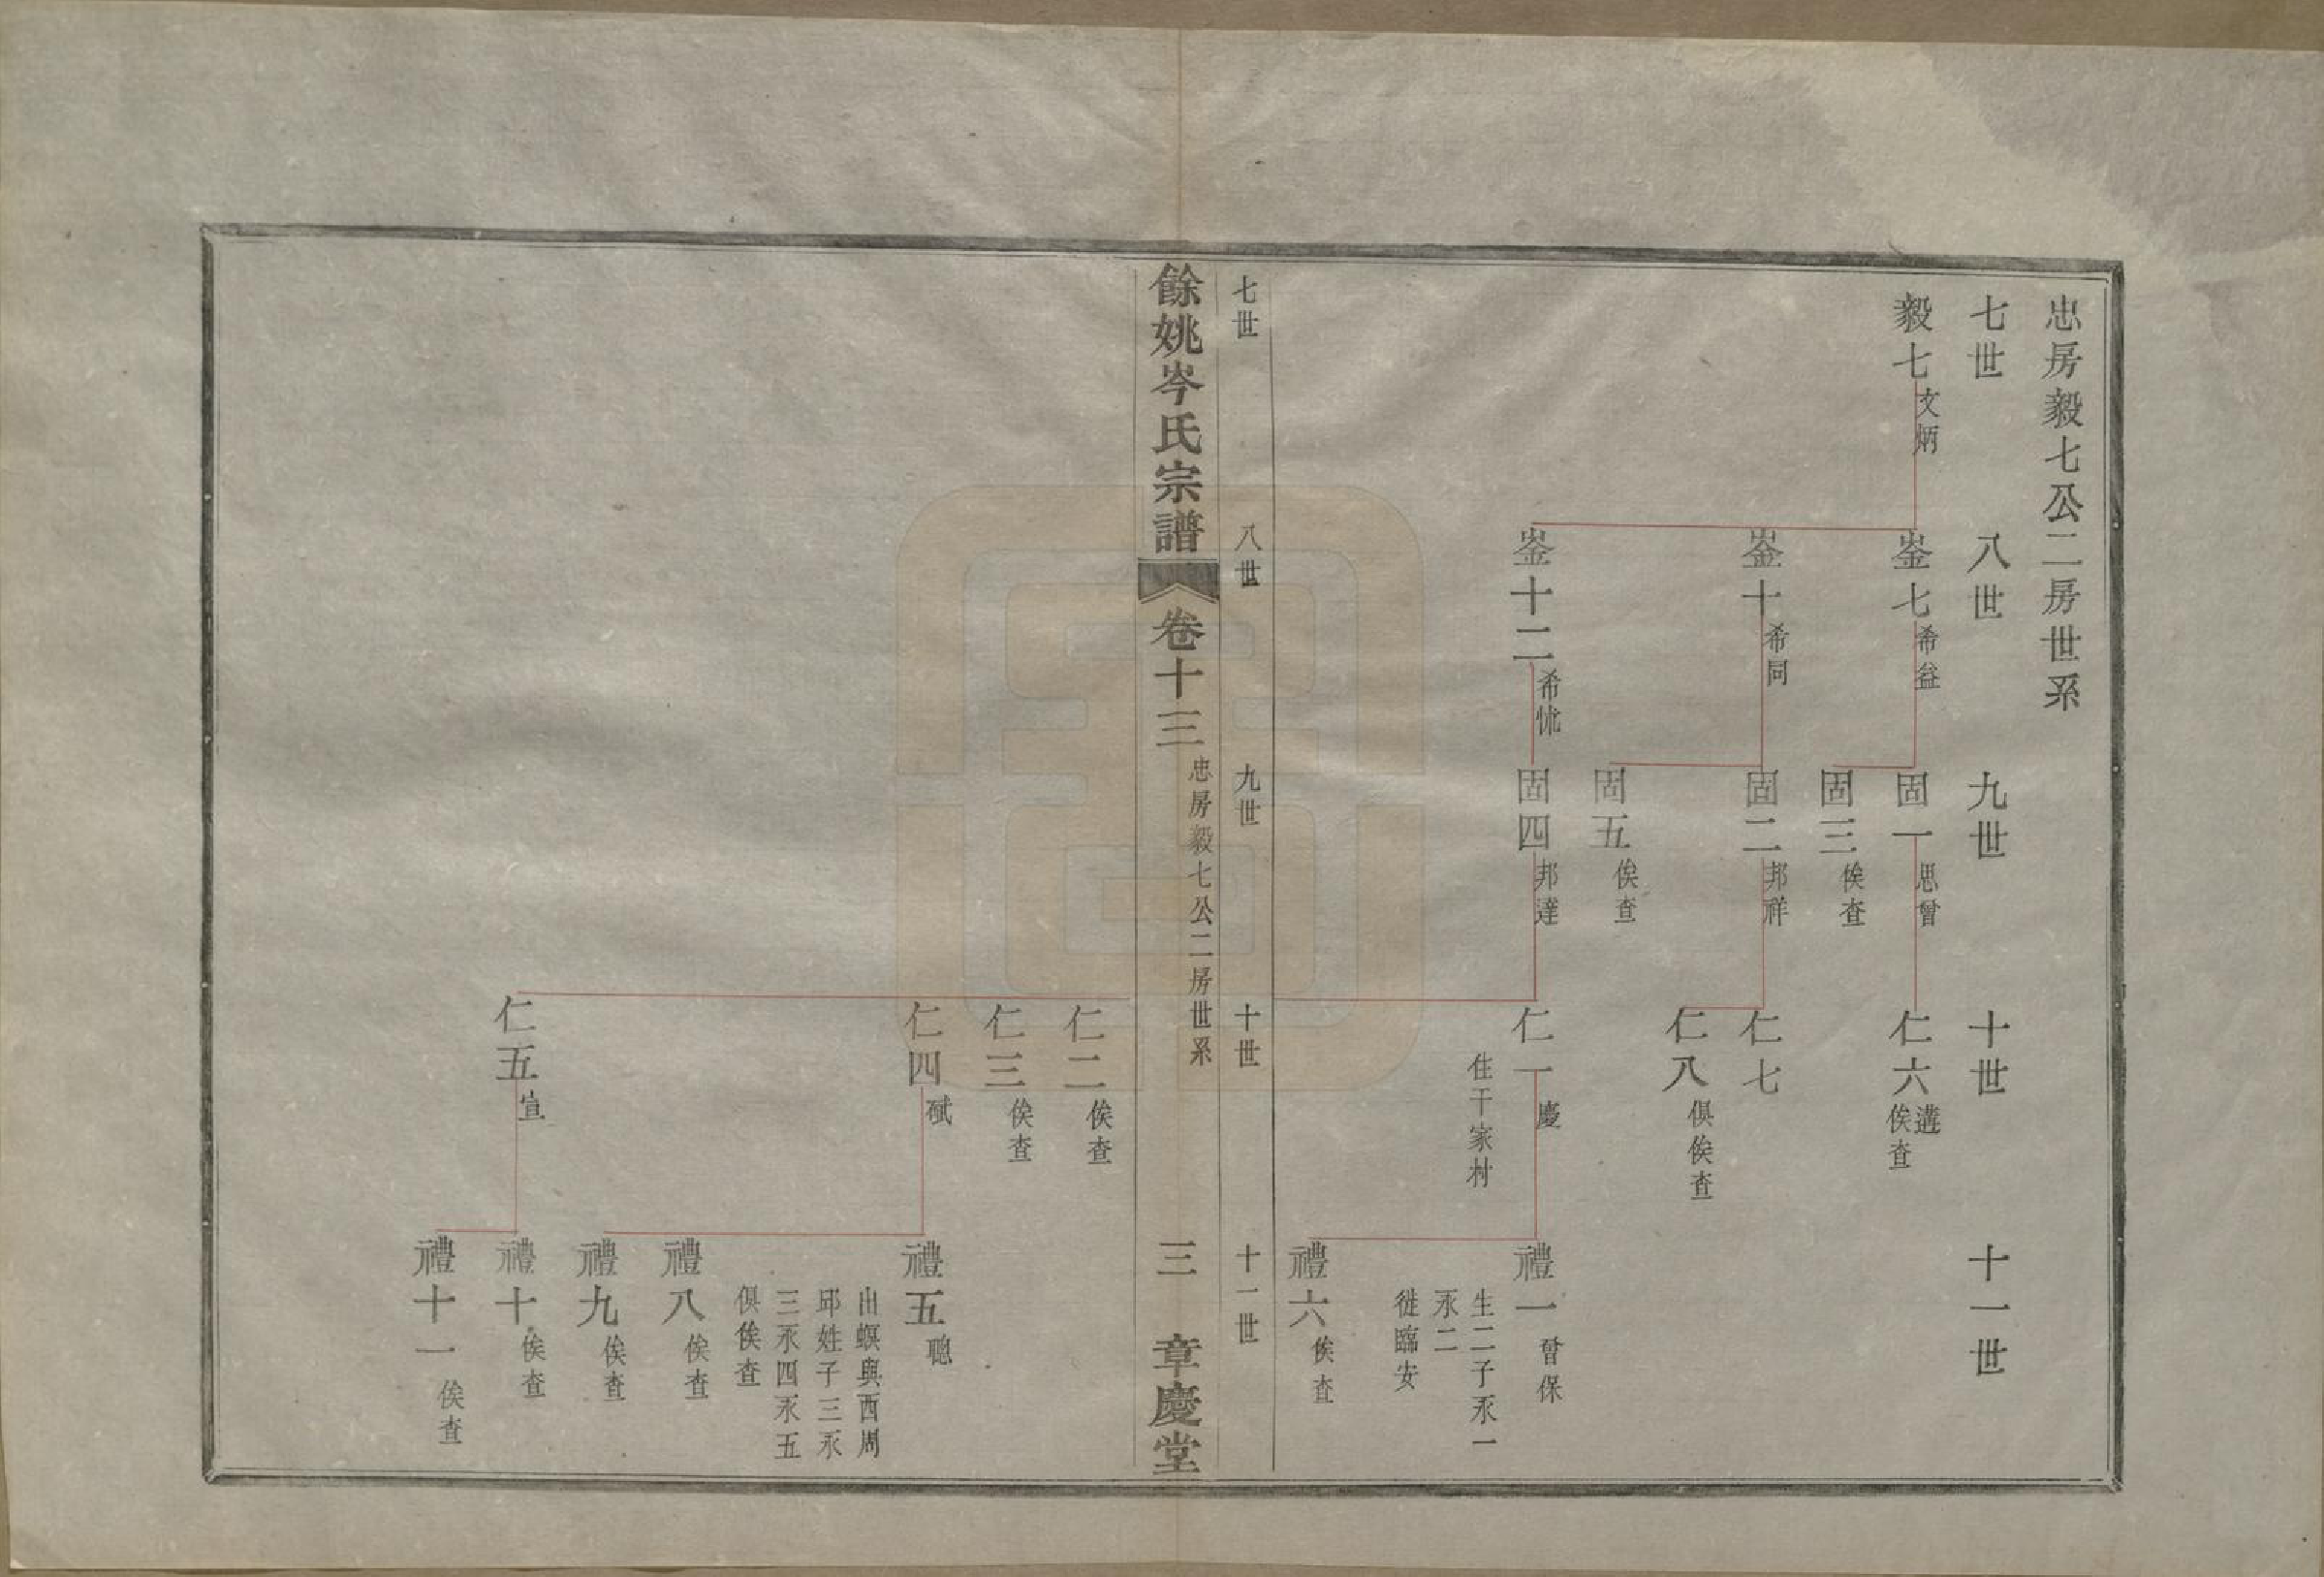 忠房毅七公二房世系
七世
八世
九世
十世
十一世
毅七 文炳
崟七 希益
固一 思曾
仁六 遘
俟查
固三 俟查
崟十 希同
固二 邦祥
仁七
仁八 俱俟查
固五 俟查
崟十二 希恍
固四 邦達
仁一 慶
住干家村
禮一 曾保
生二子承一
承二
徙臨安
禮六 俟查
七世
八世
九世
十世
十一世
餘姚岑氏宗譜
卷十三
忠房毅七公二房世系
三
章慶堂
仁二 俟查
仁三 俟查
仁四 斌
禮五 聰
出螟與西周
邱姓子三承
三承四承五
俱俟查
禮八 俟查
禮九 俟查
仁五 宣
禮十 俟查
禮十一 俟查